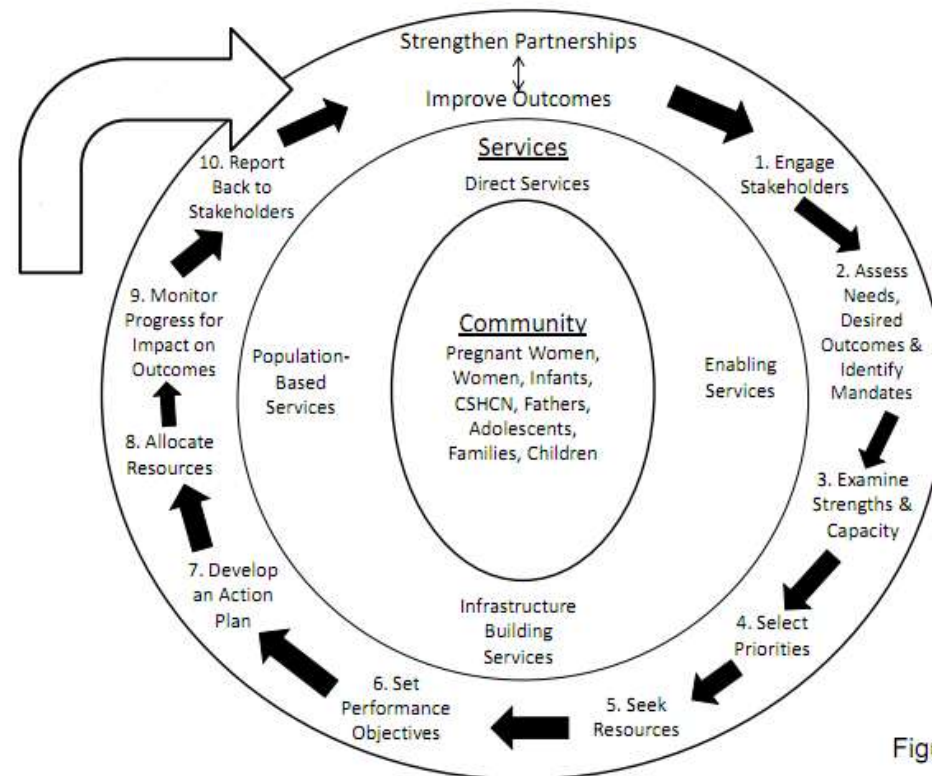 Strengthen Partnerships
Improve Outcomes
Services
Direct Services
Enabling Services
Infrastructure
Building
Services
Population-
Based
Services
Community
Pregnant Women,
Women, Infants,
CSHCN, Fathers,
Adolescents,
Families, Children
1. Engage
Stakeholders
2. Assess
Needs,
Desired
Outcomes &
Identify
Mandates
3. Examine
Strengths &
Capacity
4. Select
Priorities
5. Seek
Resources
6. Set
Performance
Objectives
7. Develop
an Action
Plan
8. Allocate
Resources
9. Monitor
Progress for
Impact on
Outcomes
10. Report
Back to
Stakeholders